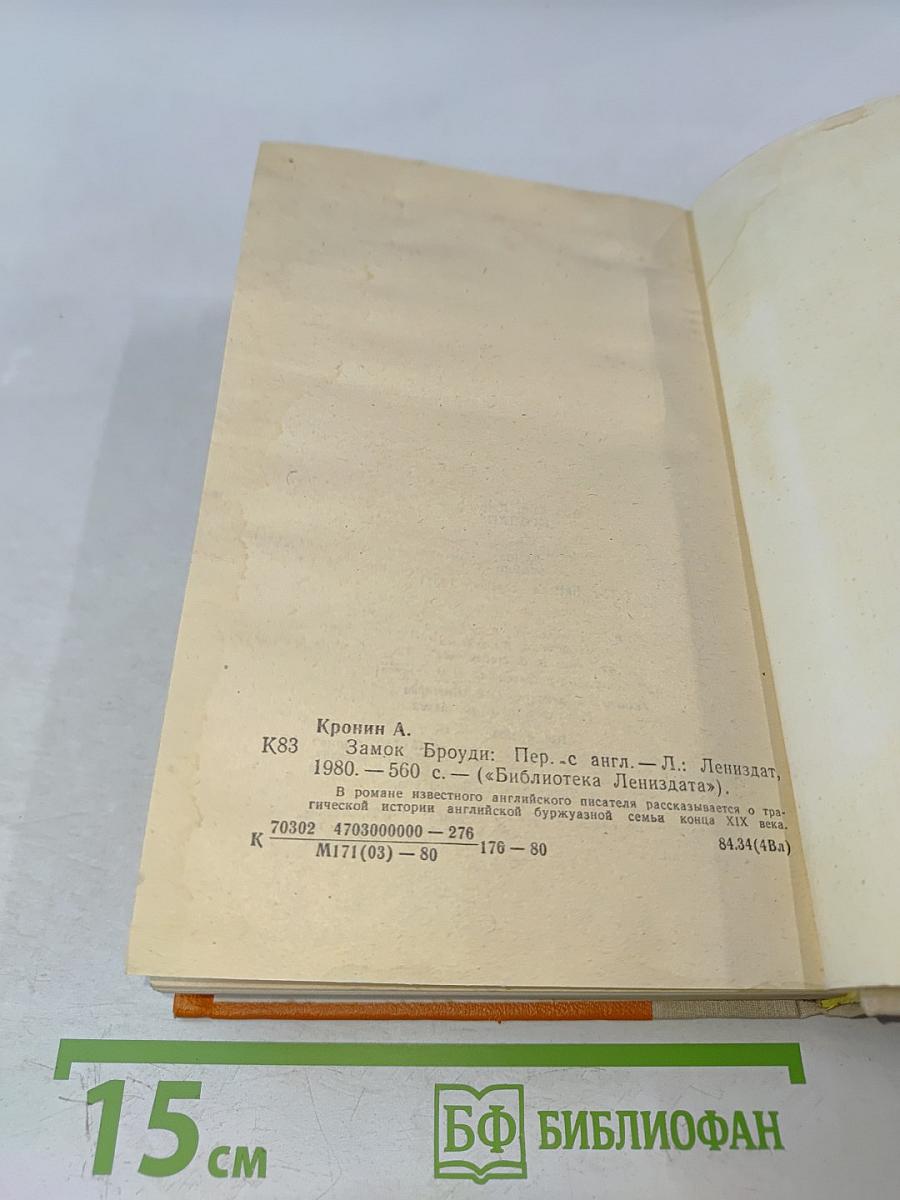 Кронин А.
К83 Замок Броуди: Пер. с англ. — Л.: Лениздат,
1980. — 560 с. — («Библиотека Лениздата»).
В романе известного английского писателя рассказывается о тра-
гической истории английской буржуазной семьи конца XIX века.
К 70302 4703000000 — 276
М171(03) — 80 176 — 80 84.34(4Вл)
15 см БФ БИБЛИОФАН